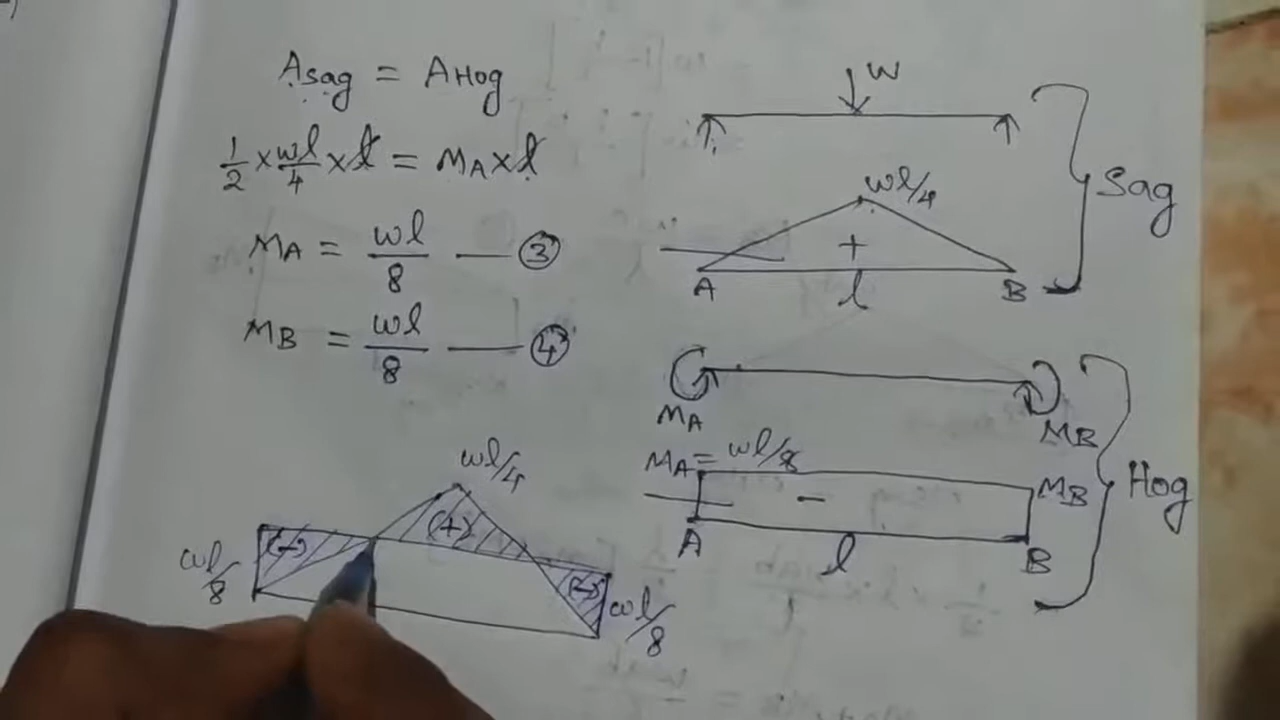 Asag = AHog
1/2 × wl/4 × l = MA × l
MA = wl/8 — ③
MB = wl/8 — ④
w
wl/4
+
A l B
Sag
MA MB
MA = wl/8
MB
-
A l B
Hog
wl/4
(-) (+) (-)
wl/8 wl/8